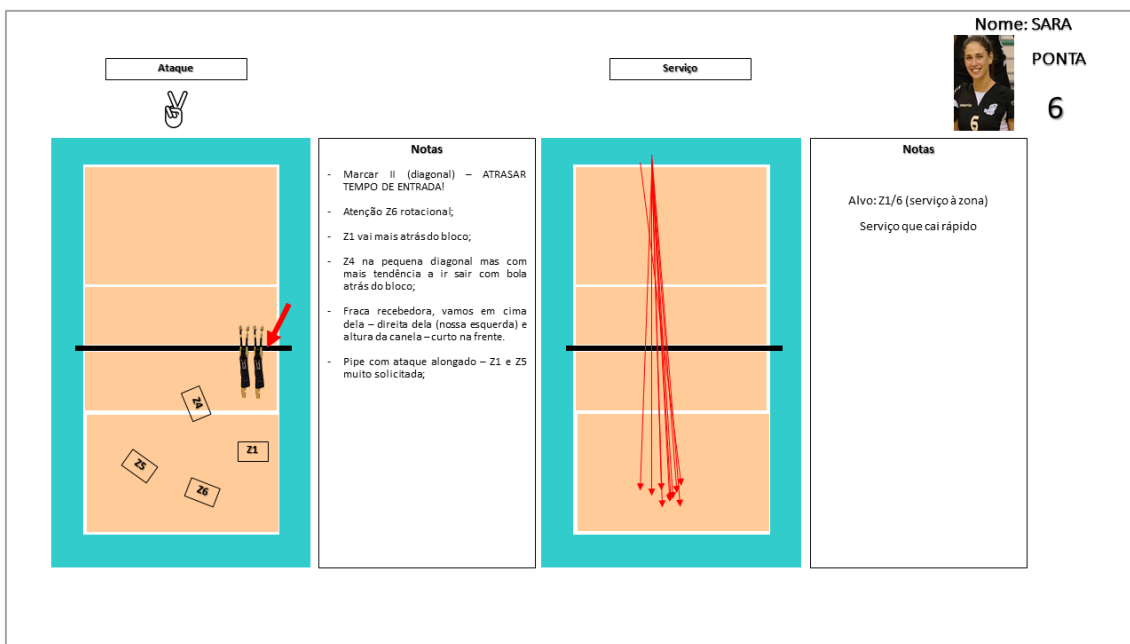 Nome: SARA
PONTA
6
Ataque
Serviço
Notas
- Marcar II (diagonal) – ATRASAR
TEMPO DE ENTRADA!
- Atenção Z6 rotacional;
- Z1 vai mais atrás do bloco;
- Z4 na pequena diagonal mas com
mais tendência a ir sair com bola
atrás do bloco;
- Fraca recebedora, vamos em cima
dela – direita dela (nossa esquerda) e
altura da canela – curto na frente.
- Pipe com ataque alongado – Z1 e Z5
muito solicitada;
Z4
Z1
Z5
Z6
Notas
Alvo: Z1/6 (serviço à zona)
Serviço que cai rápido
6